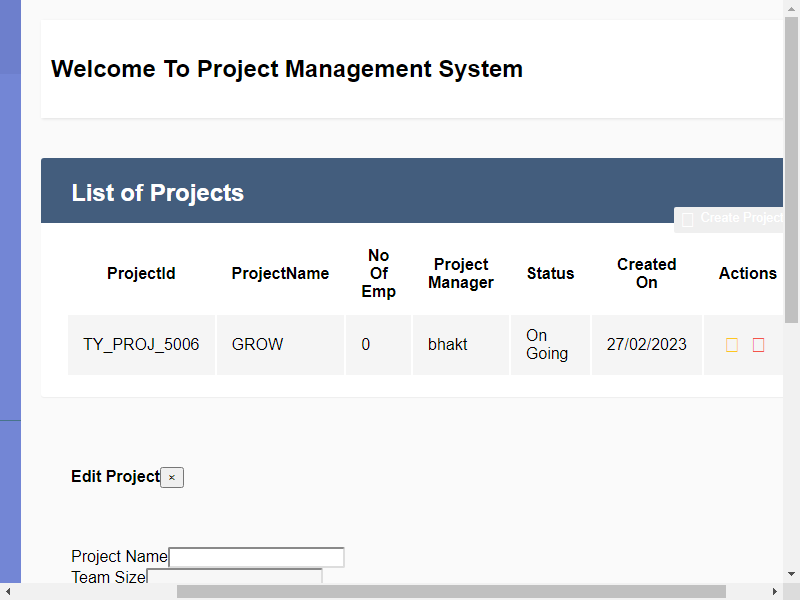 Welcome To Project Management System
List of Projects
Create Project
ProjectId ProjectName No Of Emp Project Manager Status Created On Actions
TY_PROJ_5006 GROW 0 bhakt On Going 27/02/2023
Edit Project ×
Project Name
Team Size